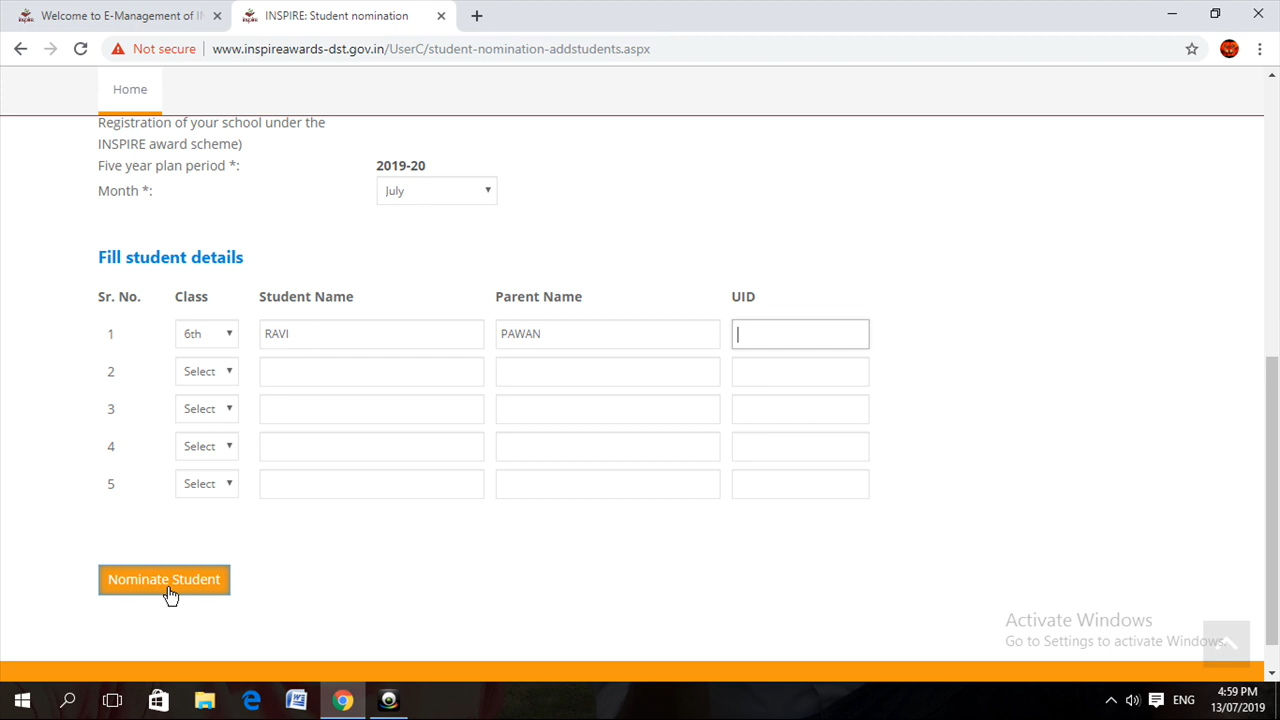 Welcome to E-Management of IN
INSPIRE: Student nomination
Not secure
www.inspireawards-dst.gov.in/UserC/student-nomination-addstudents.aspx
Home
Registration of your school under the
INSPIRE award scheme)
Five year plan period *:
2019-20
Month *:
July
Fill student details
Sr. No.
Class
Student Name
Parent Name
UID
1
6th
RAVI
PAWAN
2
Select
3
Select
4
Select
5
Select
Nominate Student
Activate Windows
Go to Settings to activate Windows.
ENG
4:59 PM
13/07/2019